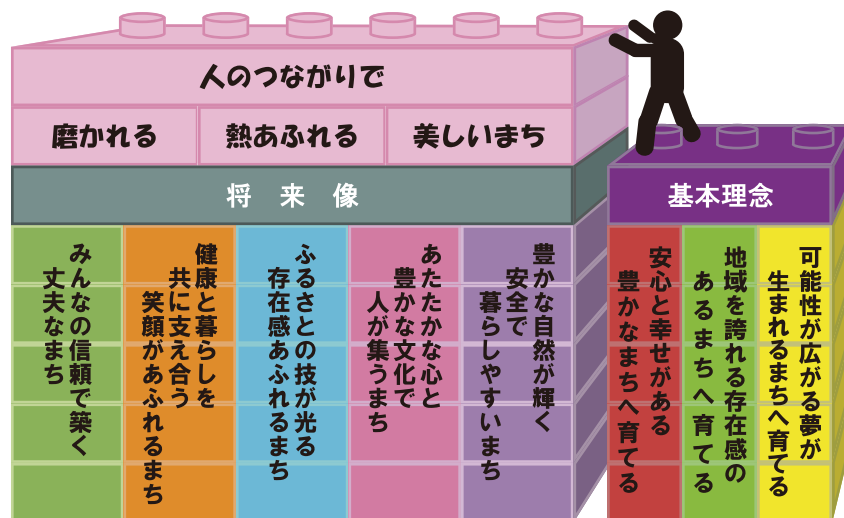 人のつながりで
磨かれる
熱あふれる
美しいまち
将来像
みんなの信頼で築く
丈夫なまち
健康と暮らしを
共に支え合う
笑顔があふれるまち
ふるさとの技が光る
存在感あふれるまち
あたたかな心と
豊かな文化で
人が集うまち
豊かな自然が輝く
安全で
暮らしやすいまち
基本理念
安心と幸せがある
豊かなまちへ育てる
地域を誇れる存在感の
あるまちへ育てる
可能性が広がる夢が
生まれるまちへ育てる